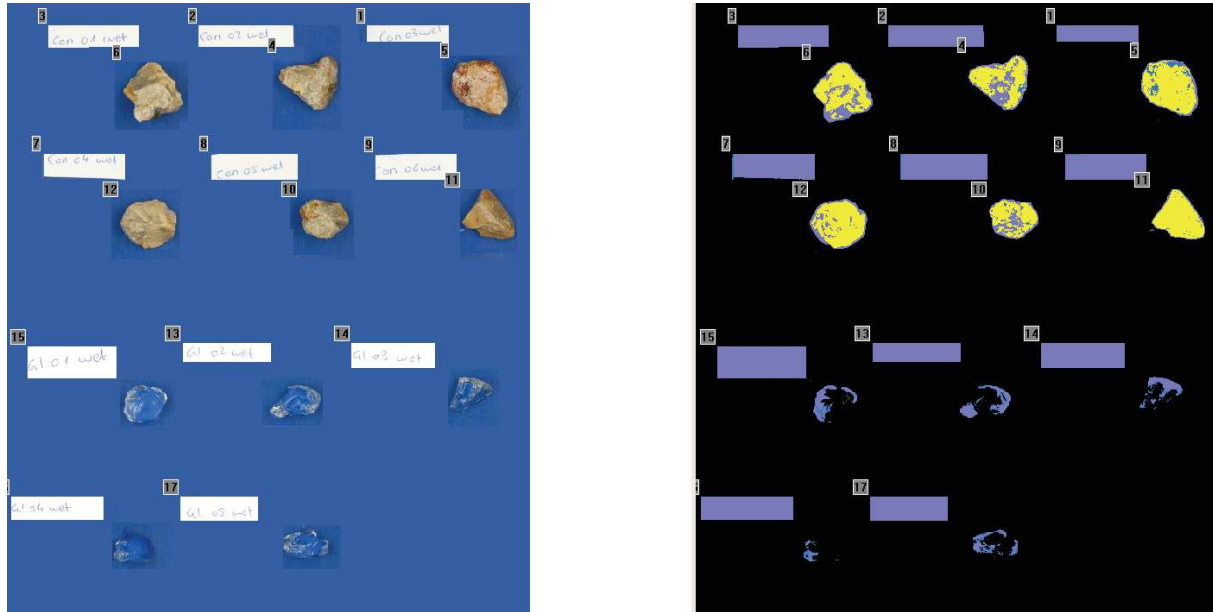 3 2 1
Con 01 wet Con 02 wet Con 03 wet
6 4 5
7 8 9
Con 04 wet Con 05 wet Con 06 wet
12 10 11
15 13 14
Gl 01 wet Gl 02 wet Gl 03 wet
17
Gl 04 wet Gl 05 wet
3 2 1
6 4 5
7 8 9
12 10 11
15 13 14
17